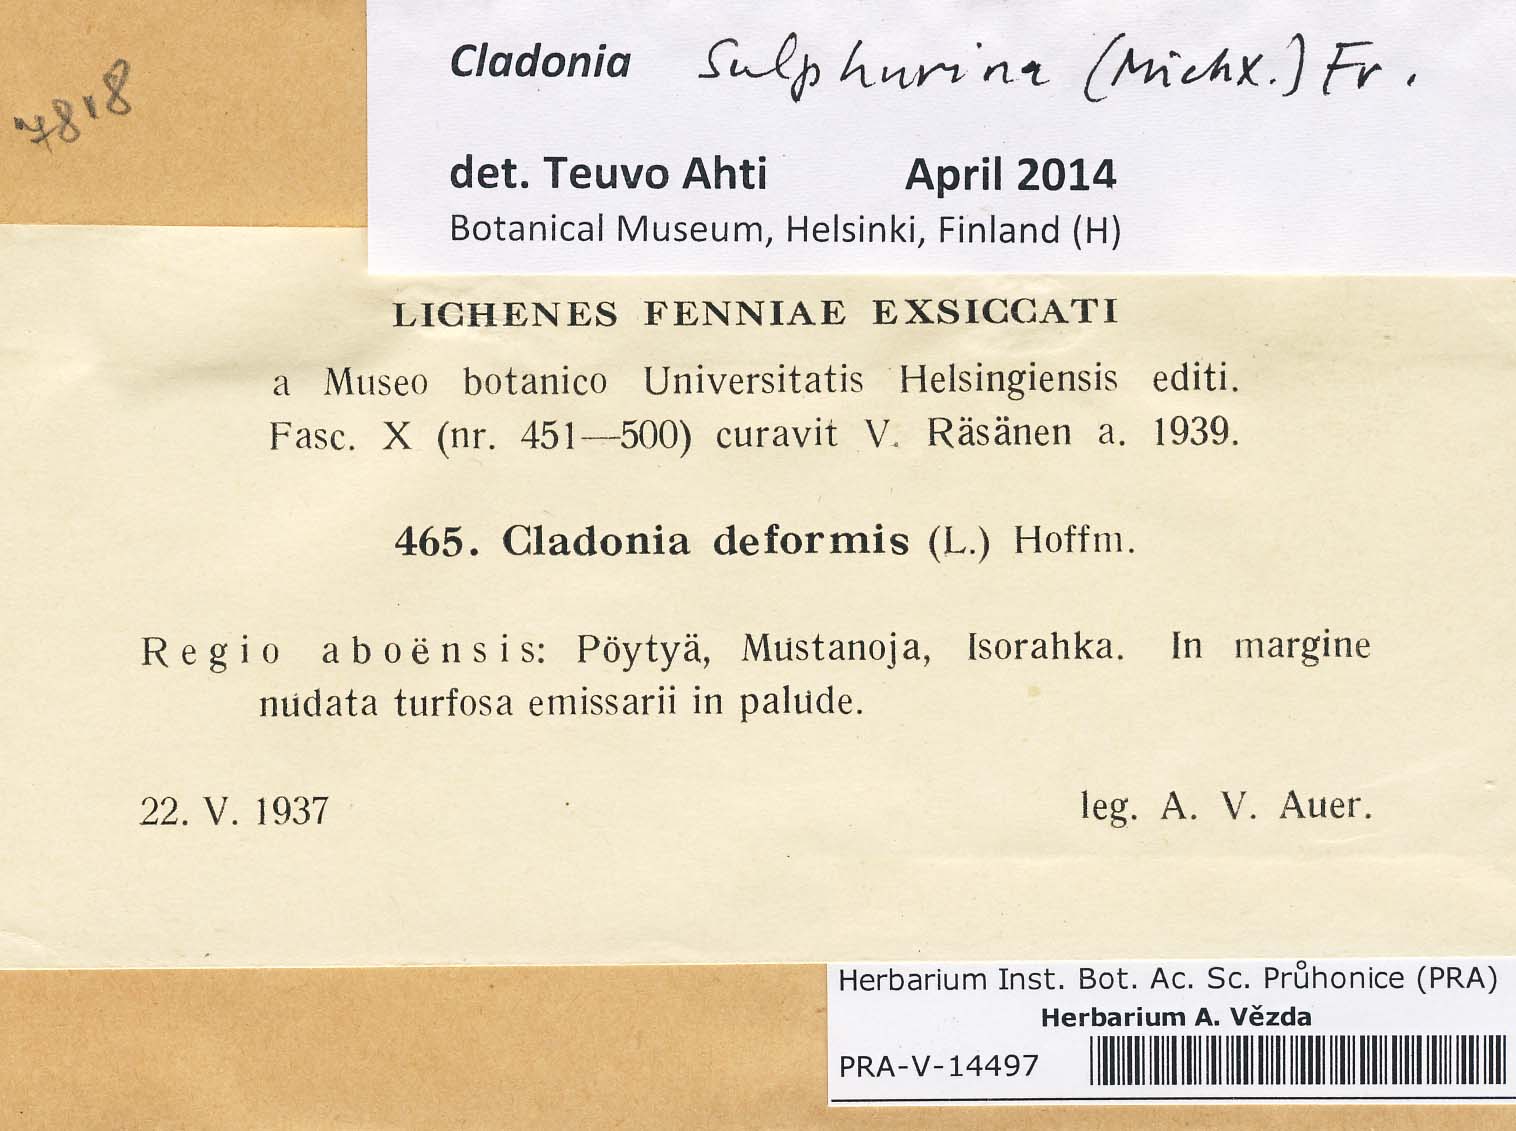 Cladonia sulphurina (Michx.) Fr.
7818
det. Teuvo Ahti April 2014
Botanical Museum, Helsinki, Finland (H)
LICHENES FENNIAE EXSICCATI
a Museo botanico Universitatis Helsingiensis editi.
Fasc. X (nr. 451—500) curavit V. Räsänen a. 1939.
465. Cladonia deformis (L.) Hoffm.
Regio aboënsis: Pöytyä, Mustanoja, Isorahka. In margine
nudata turfosa emissarii in palude.
22. V. 1937 leg. A. V. Auer.
Herbarium Inst. Bot. Ac. Sc. Průhonice (PRA)
Herbarium A. Vězda
PRA-V-14497